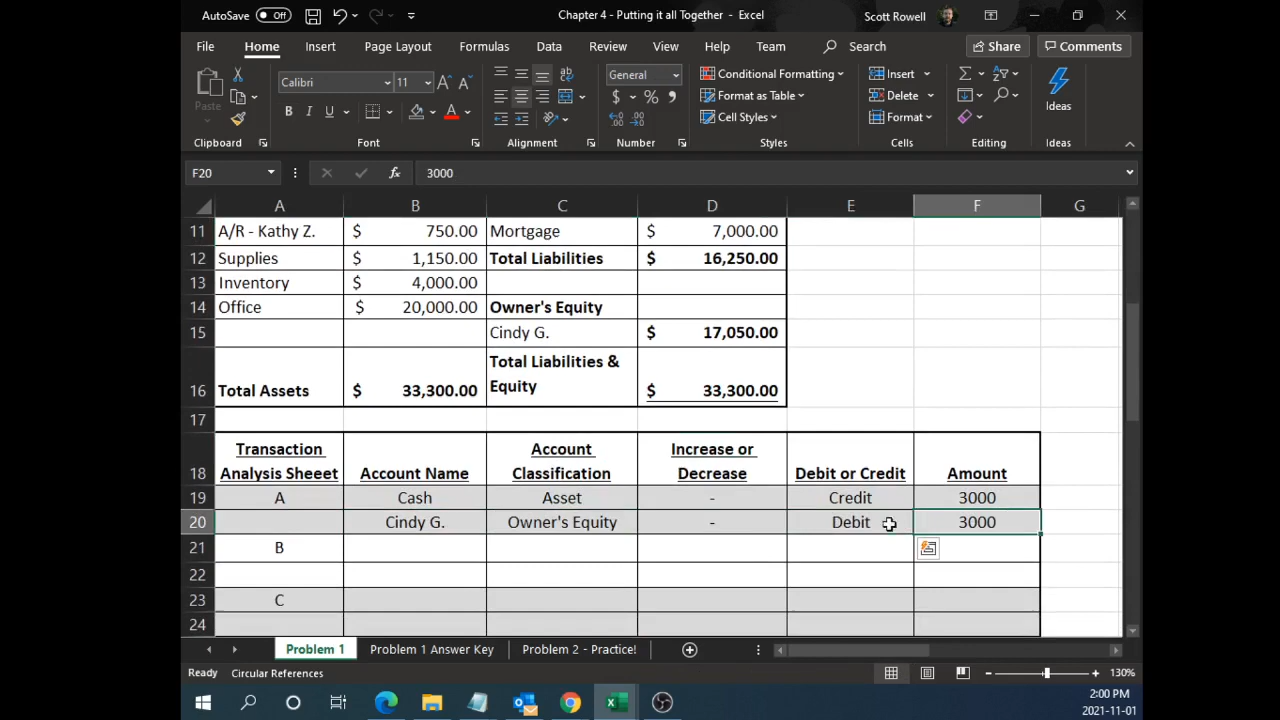 AutoSave Off Chapter 4 - Putting it all Together - Excel Scott Rowell
File Home Insert Page Layout Formulas Data Review View Help Team Search Share Comments
Calibri 11 General Conditional Formatting Insert
Paste B I U $ % Format as Table Delete Ideas
Cell Styles Format
Clipboard Font Alignment Number Styles Cells Editing Ideas
F20 fx 3000
A B C D E F G
11 A/R - Kathy Z. $ 750.00 Mortgage $ 7,000.00
12 Supplies $ 1,150.00 Total Liabilities $ 16,250.00
13 Inventory $ 4,000.00
14 Office $ 20,000.00 Owner's Equity
15 Cindy G. $ 17,050.00
Total Liabilities &
16 Total Assets $ 33,300.00 Equity $ 33,300.00
17
Transaction Account Increase or
18 Analysis Sheeet Account Name Classification Decrease Debit or Credit Amount
19 A Cash Asset - Credit 3000
20 Cindy G. Owner's Equity - Debit 3000
21 B
22
23 C
24
Problem 1 Problem 1 Answer Key Problem 2 - Practice!
Ready Circular References 130%
2:00 PM
2021-11-01